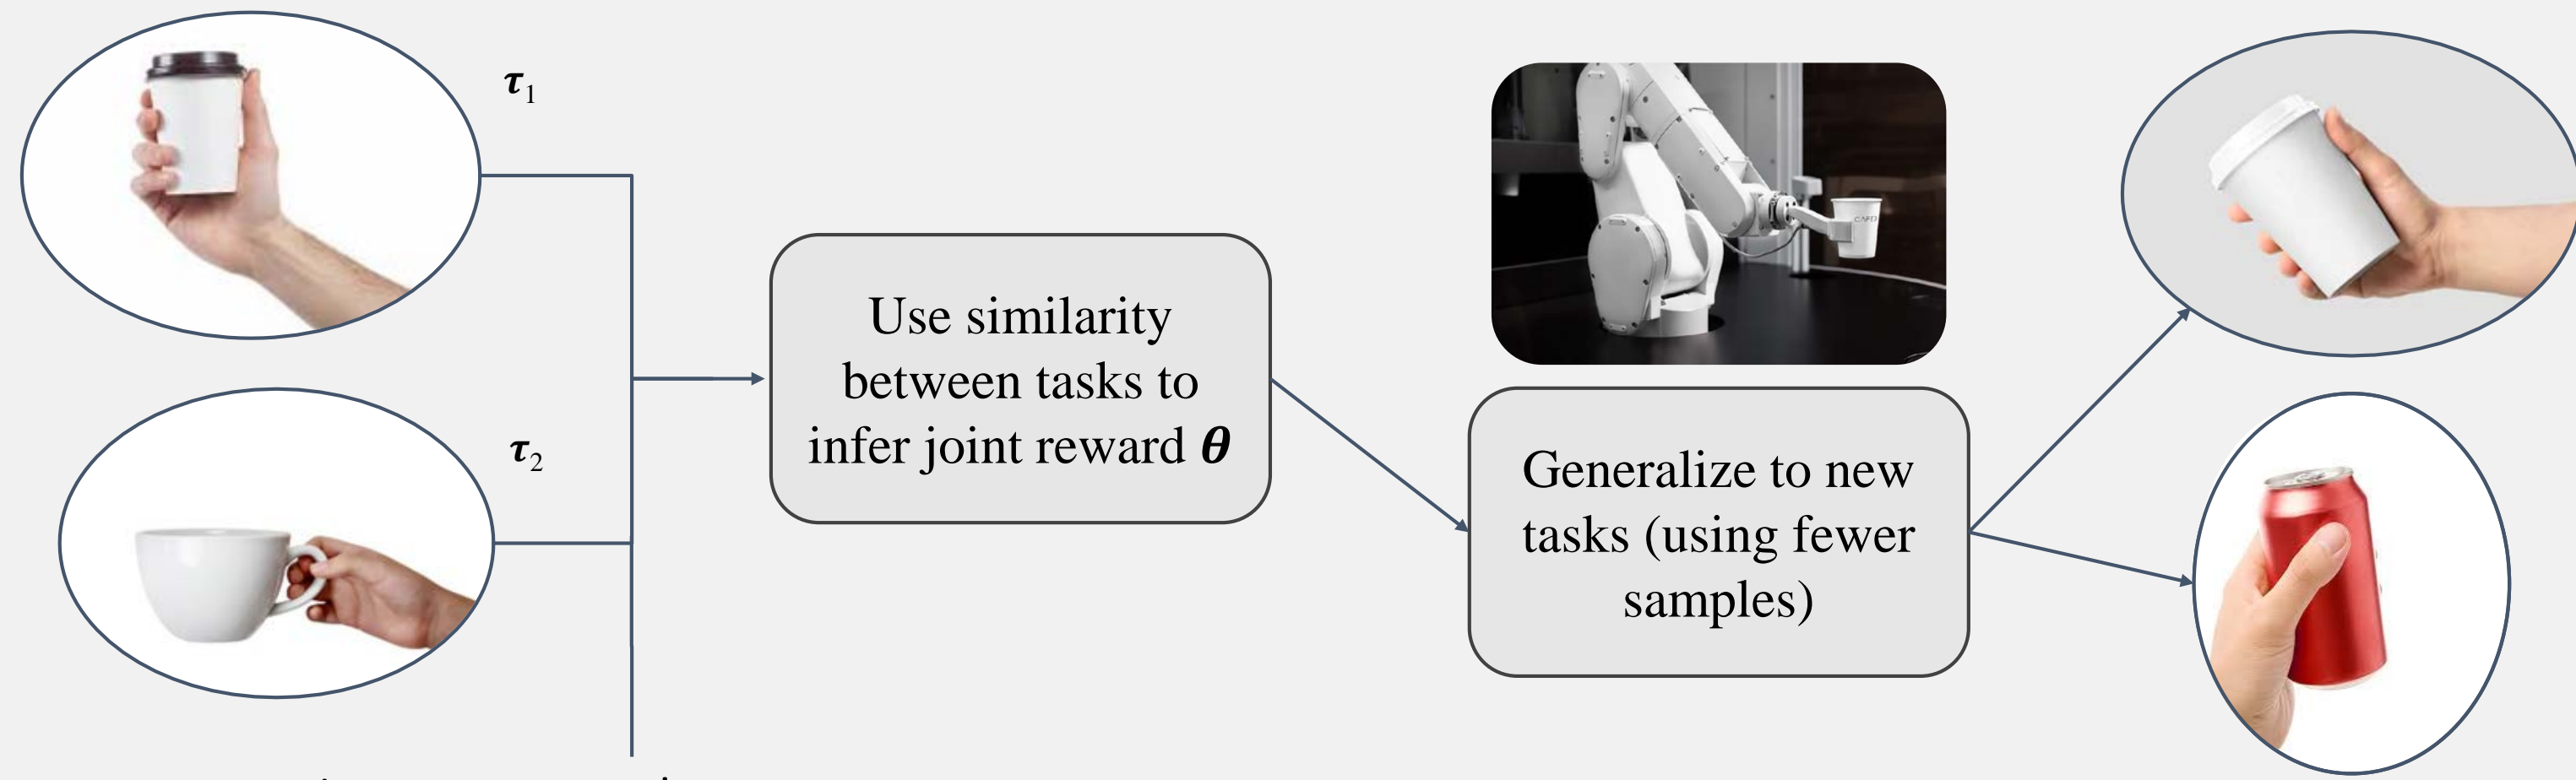 τ₁
τ₂
Use similarity
between tasks to
infer joint reward θ
Generalize to new
tasks (using fewer
samples)